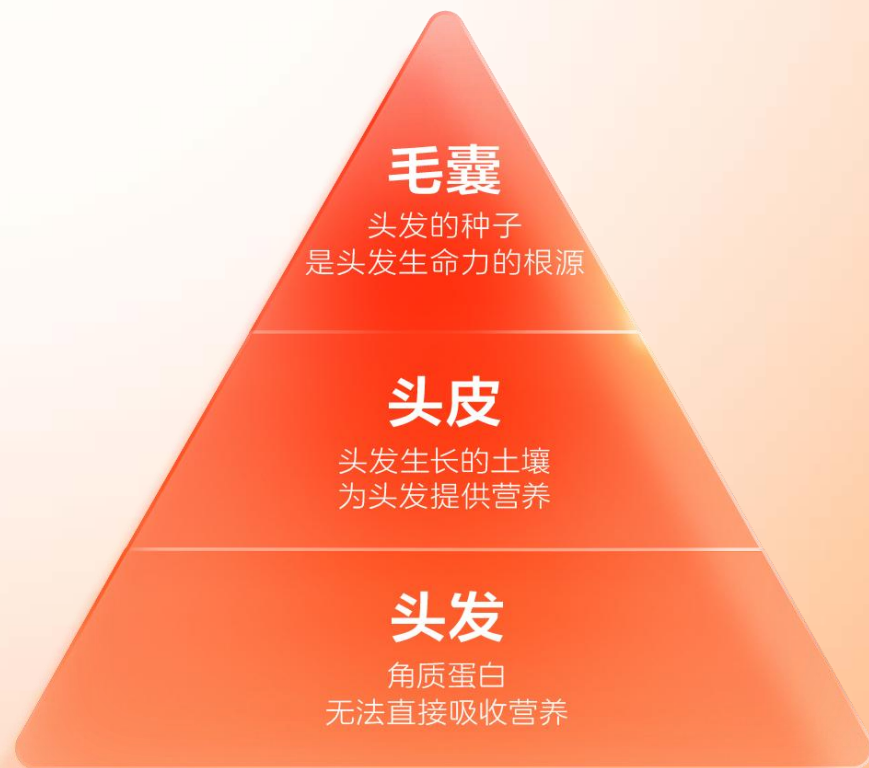 毛囊
头发的种子
是头发生命力的根源
头皮
头发生长的土壤
为头发提供营养
头发
角质蛋白
无法直接吸收营养